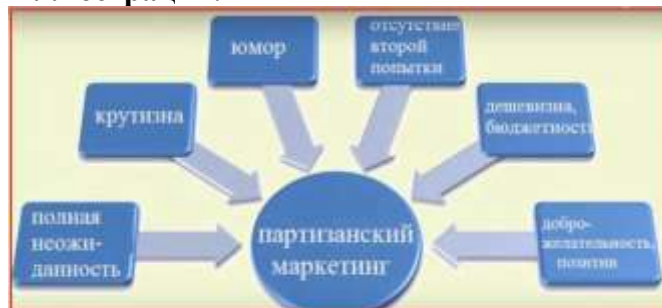 юмор
отсутствие
второй
попытки
крутизна
дешевизна,
бюджетность
полная
неожи-
данность
партизанский
маркетинг
добро-
желательность,
позитив